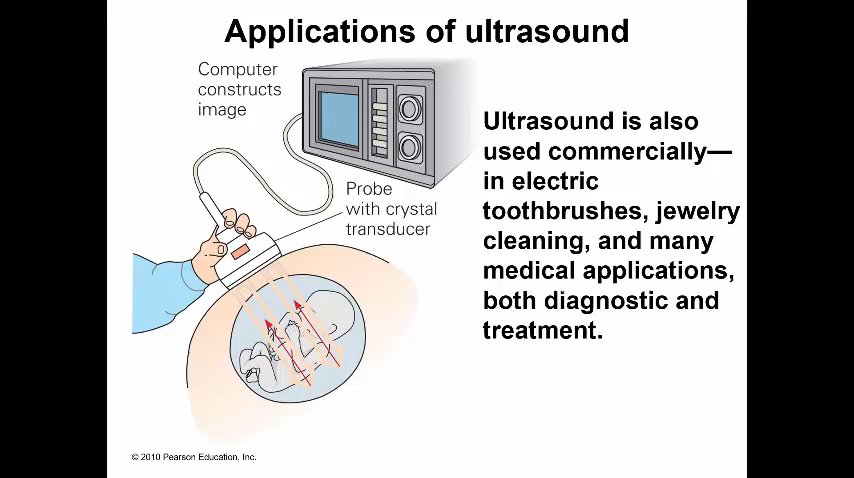 Applications of ultrasound
Computer
constructs
image
Probe
with crystal
transducer
Ultrasound is also
used commercially—
in electric
toothbrushes, jewelry
cleaning, and many
medical applications,
both diagnostic and
treatment.
© 2010 Pearson Education, Inc.